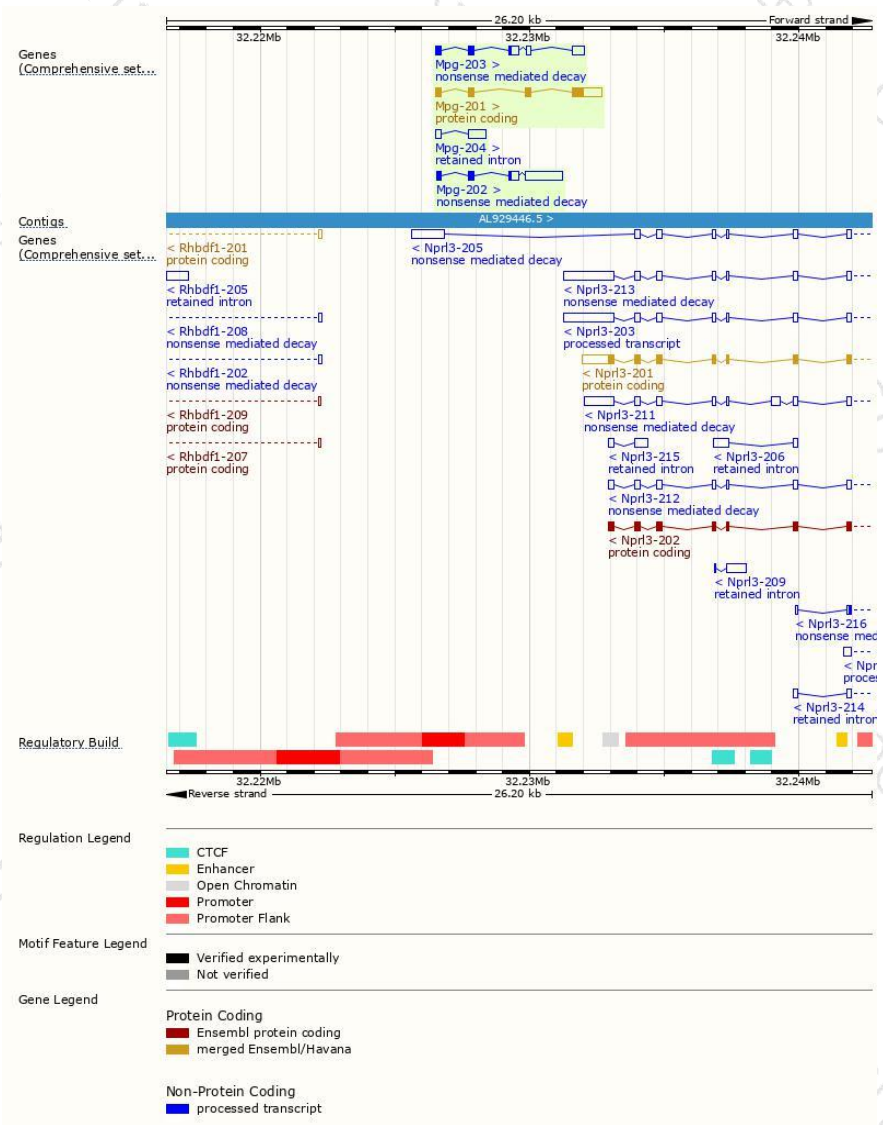 26.20 kb Forward strand
32.22Mb 32.23Mb 32.24Mb
Genes
(Comprehensive set...
Mpg-203 >
nonsense mediated decay
Mpg-201 >
protein coding
Mpg-204 >
retained intron
Mpg-202 >
nonsense mediated decay
Contigs AL929446.5 >
Genes
(Comprehensive set...
< Rhbdf1-201 < Nprl3-205
protein coding nonsense mediated decay
< Rhbdf1-205 < Nprl3-213
retained intron nonsense mediated decay
< Rhbdf1-208 < Nprl3-203
nonsense mediated decay processed transcript
< Rhbdf1-202 < Nprl3-201
nonsense mediated decay protein coding
< Rhbdf1-209 < Nprl3-211
protein coding nonsense mediated decay
< Rhbdf1-207 < Nprl3-215 < Nprl3-206
protein coding retained intron retained intron
< Nprl3-212
nonsense mediated decay
< Nprl3-202
protein coding
< Nprl3-209
retained intron
< Nprl3-216
nonsense med
< Npr
proces
< Nprl3-214
retained intron
Regulatory Build
32.22Mb 32.23Mb 32.24Mb
Reverse strand 26.20 kb
Regulation Legend
CTCF
Enhancer
Open Chromatin
Promoter
Promoter Flank
Motif Feature Legend
Verified experimentally
Not verified
Gene Legend
Protein Coding
Ensembl protein coding
merged Ensembl/Havana
Non-Protein Coding
processed transcript